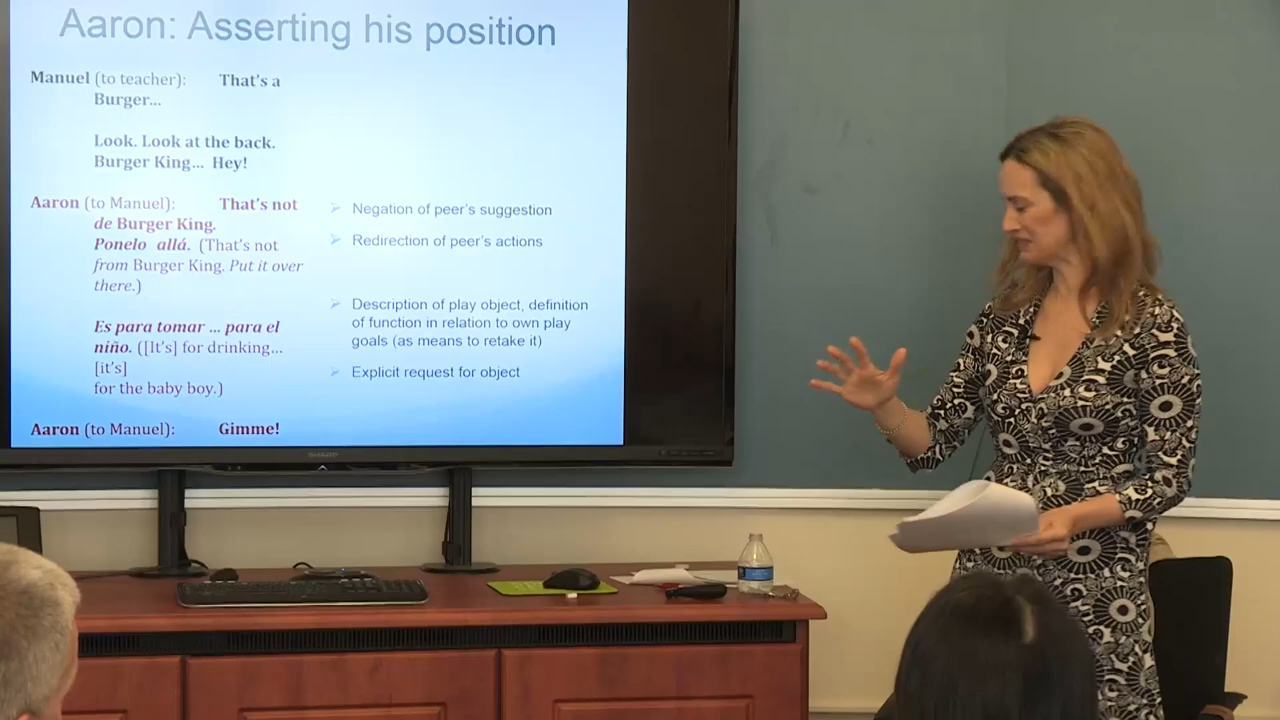 Aaron: Asserting his position
Manuel (to teacher): That's a
Burger...
Look. Look at the back.
Burger King... Hey!
Aaron (to Manuel): That's not
de Burger King.
Ponelo allá. (That's not
from Burger King. Put it over
there.)
Es para tomar ... para el
niño. ([It's] for drinking...
[it's]
for the baby boy.)
Aaron (to Manuel): Gimme!
➢ Negation of peer's suggestion
➢ Redirection of peer's actions
➢ Description of play object, definition
of function in relation to own play
goals (as means to retake it)
➢ Explicit request for object
SHARP